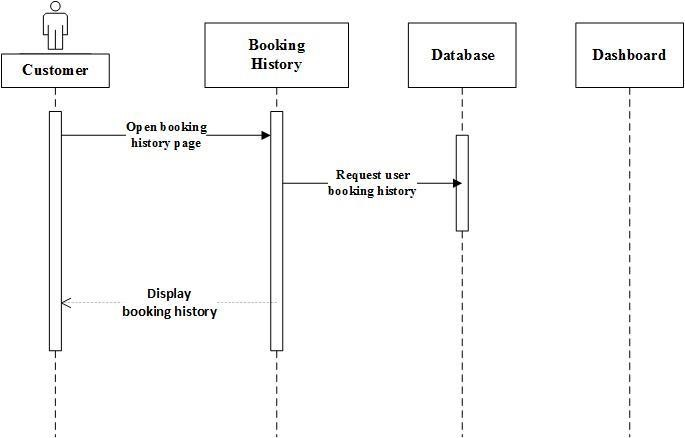 Customer
Booking
History
Database
Dashboard
Open booking
history page
Request user
booking history
Display
booking history